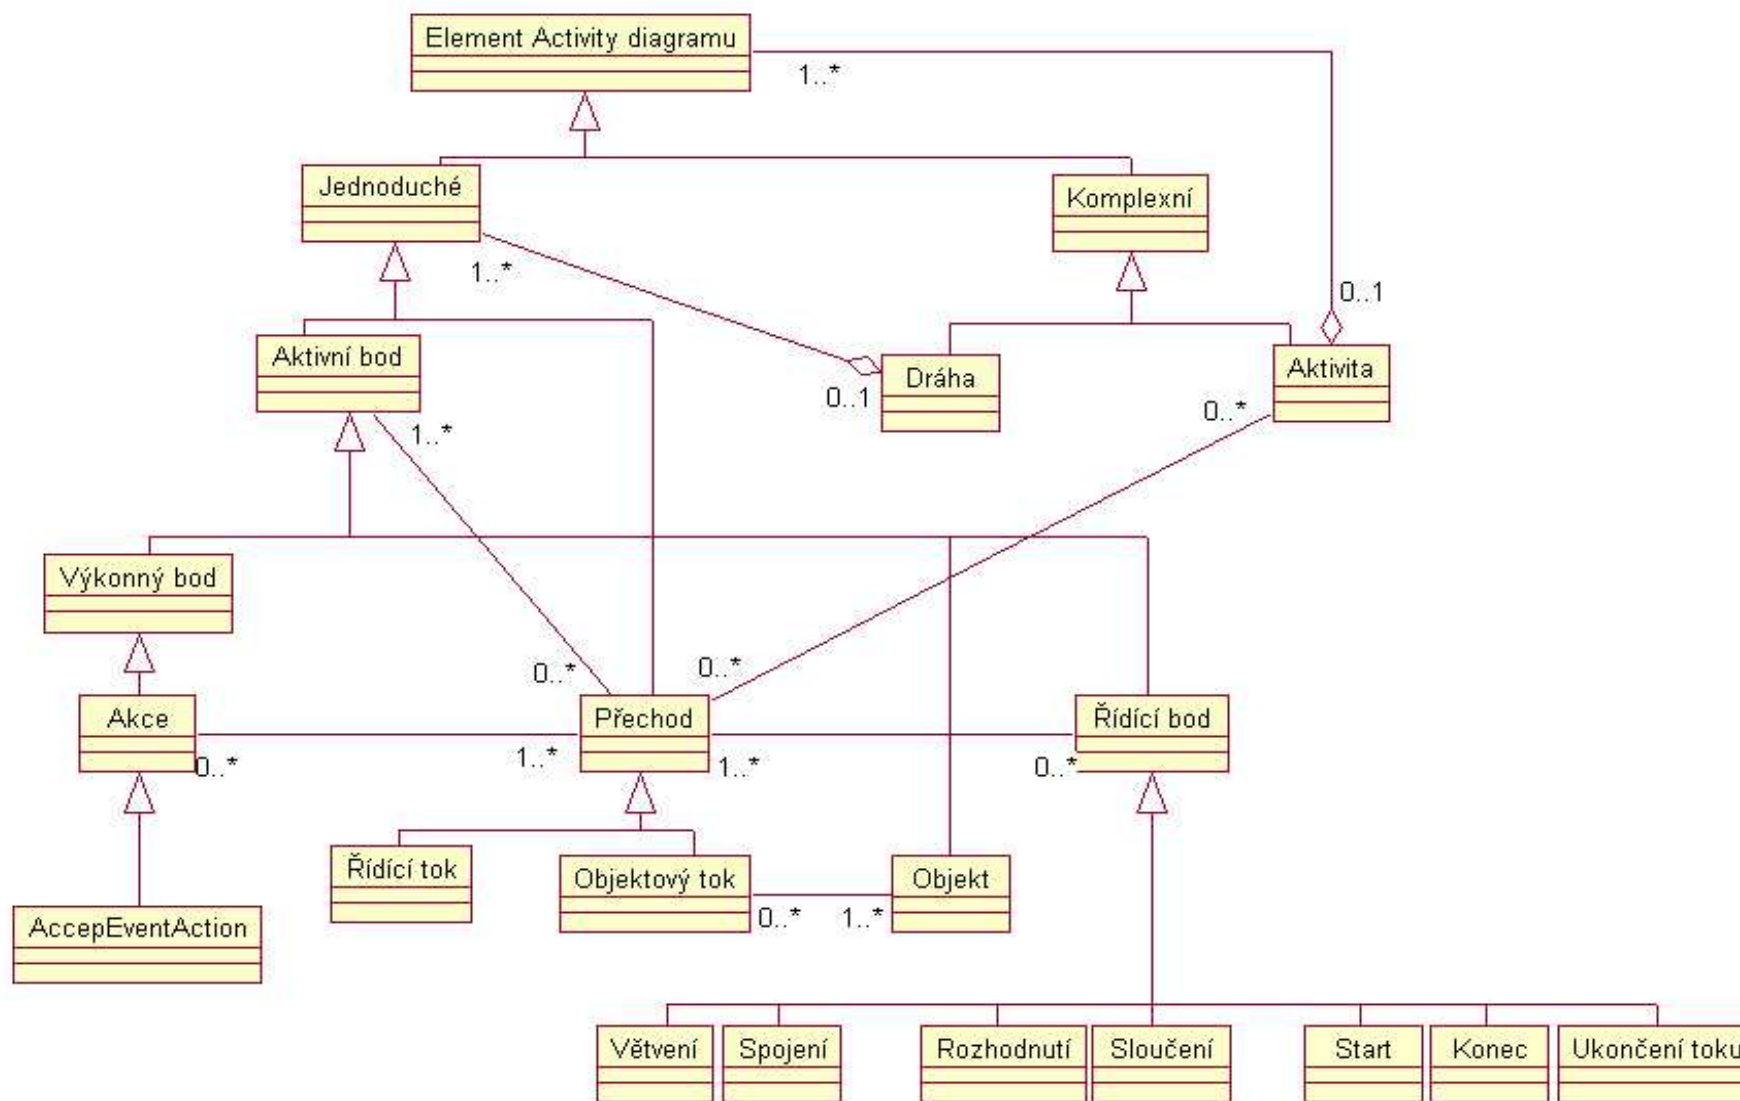 Element Activity diagramu
1..*
Jednoduché
Komplexní
1..*
0..1
Aktivní bod
Dráha
Aktivita
0..1
0..*
1..*
Výkonný bod
0..*
0..*
Akce
Přechod
Řídící bod
0..*
1..*
1..*
0..*
Řídící tok
Objektový tok
Objekt
0..*
1..*
AccepEventAction
Větvení
Spojení
Rozhodnutí
Sloučení
Start
Konec
Ukončení toku